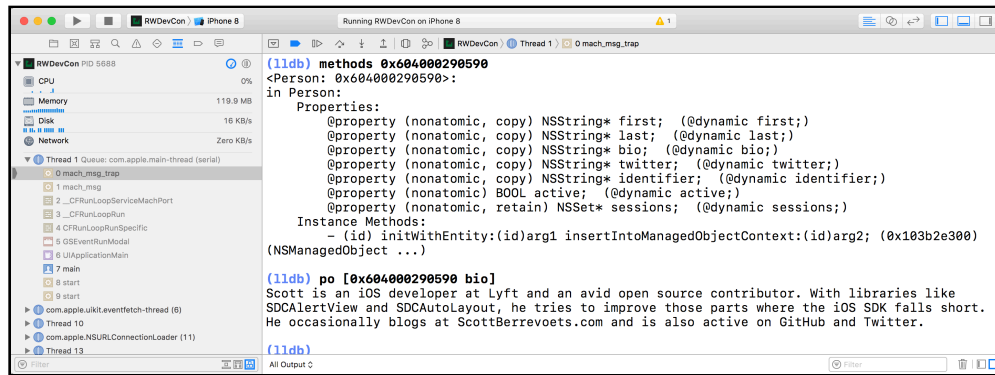 RWDevCon
iPhone 8
Running RWDevCon on iPhone 8
1
RWDevCon
Thread 1
0 mach_msg_trap
RWDevCon PID 5688
CPU 0%
Memory 119.9 MB
Disk 16 KB/s
Network Zero KB/s
Thread 1 Queue: com.apple.main-thread (serial)
0 mach_msg_trap
1 mach_msg
2 __CFRunLoopServiceMachPort
3 __CFRunLoopRun
4 CFRunLoopRunSpecific
5 GSEventRunModal
6 UIApplicationMain
7 main
8 start
9 start
com.apple.uikit.eventfetch-thread (6)
Thread 10
com.apple.NSURLConnectionLoader (11)
Thread 13
Filter
(lldb) methods 0x604000290590
<Person: 0x604000290590>:
in Person:
Properties:
@property (nonatomic, copy) NSString* first; (@dynamic first;)
@property (nonatomic, copy) NSString* last; (@dynamic last;)
@property (nonatomic, copy) NSString* bio; (@dynamic bio;)
@property (nonatomic, copy) NSString* twitter; (@dynamic twitter;)
@property (nonatomic, copy) NSString* identifier; (@dynamic identifier;)
@property (nonatomic) BOOL active; (@dynamic active;)
@property (nonatomic, retain) NSSet* sessions; (@dynamic sessions;)
Instance Methods:
- (id) initWithEntity:(id)arg1 insertIntoManagedObjectContext:(id)arg2; (0x103b2e300)
(NSManagedObject ...)
(lldb) po [0x604000290590 bio]
Scott is an iOS developer at Lyft and an avid open source contributor. With libraries like
SDCAlertView and SDCAutoLayout, he tries to improve those parts where the iOS SDK falls short.
He occasionally blogs at ScottBerrevoets.com and is also active on GitHub and Twitter.
(lldb)
All Output
Filter